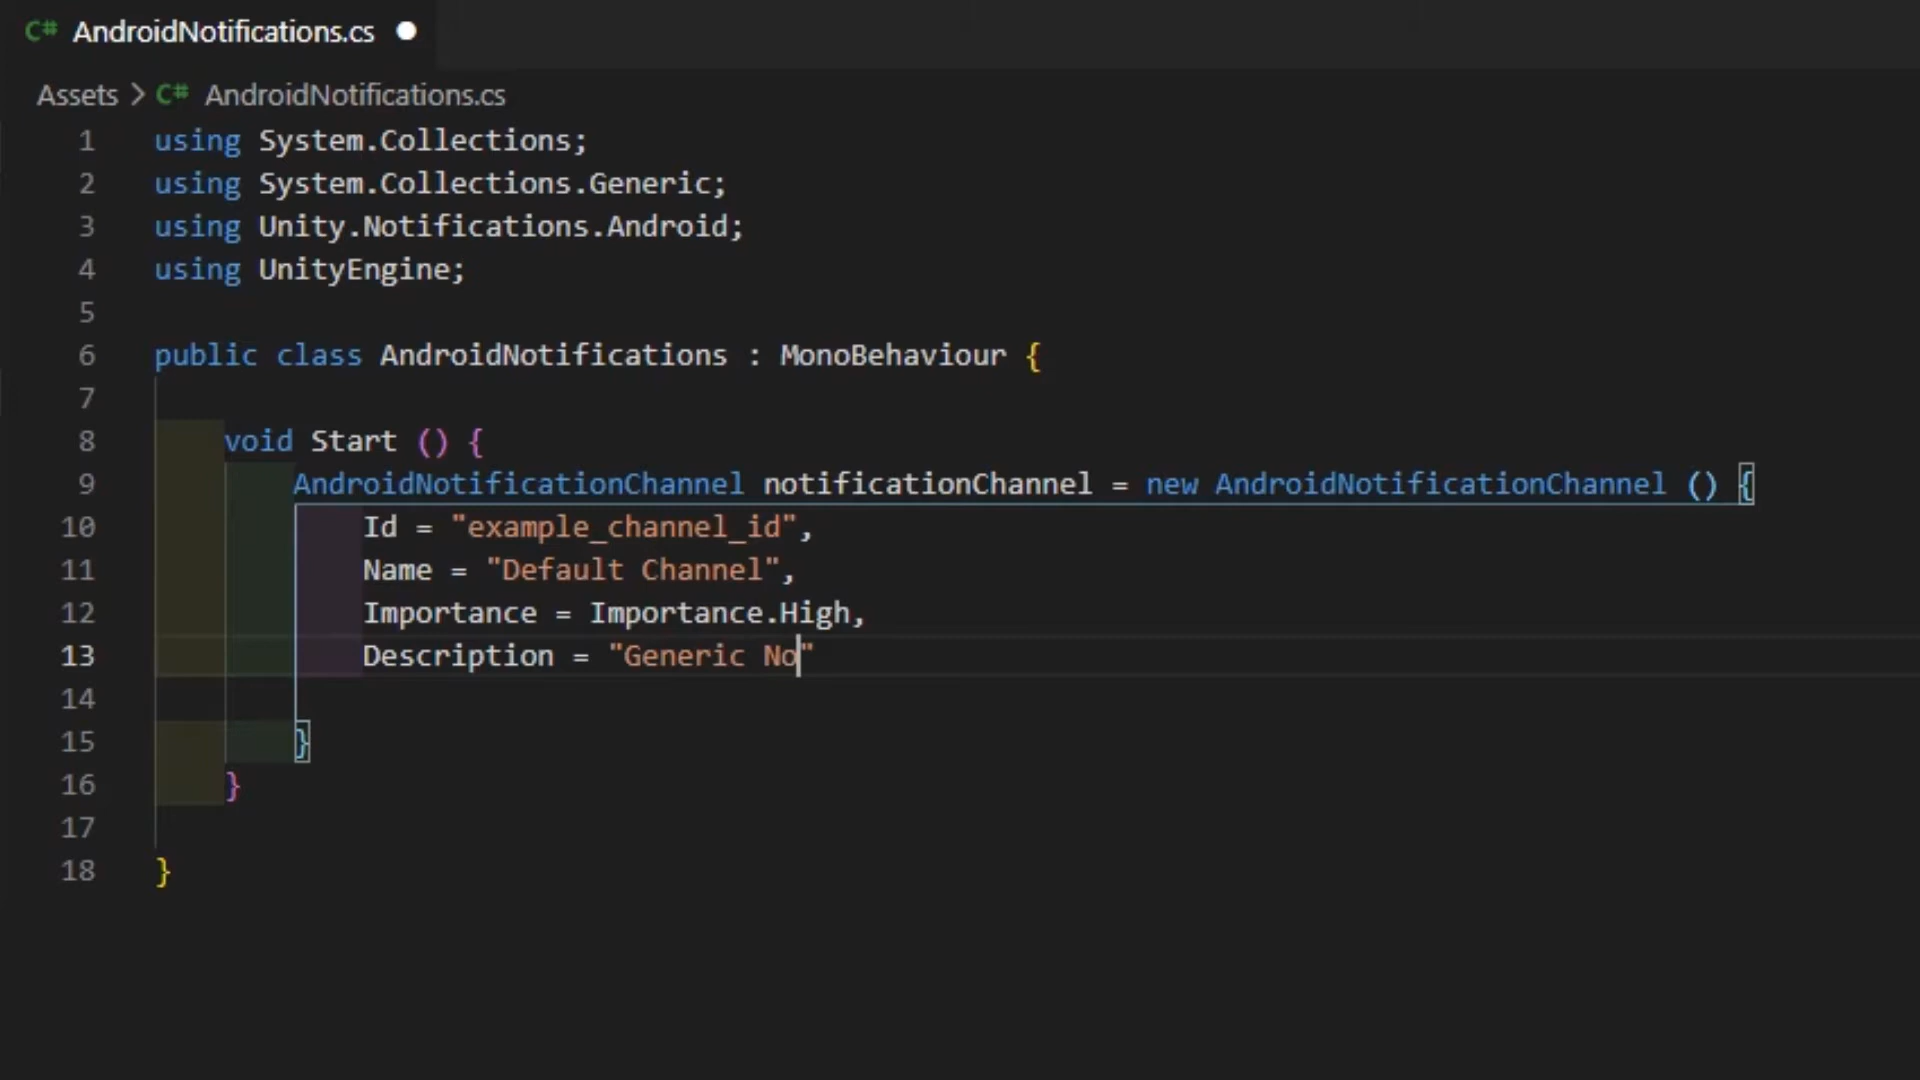 C# AndroidNotifications.cs ●
Assets > C# AndroidNotifications.cs
1 using System.Collections;
2 using System.Collections.Generic;
3 using Unity.Notifications.Android;
4 using UnityEngine;
5
6 public class AndroidNotifications : MonoBehaviour {
7
8 void Start () {
9 AndroidNotificationChannel notificationChannel = new AndroidNotificationChannel () {
10 Id = "example_channel_id",
11 Name = "Default Channel",
12 Importance = Importance.High,
13 Description = "Generic No"
14
15 }
16 }
17
18 }